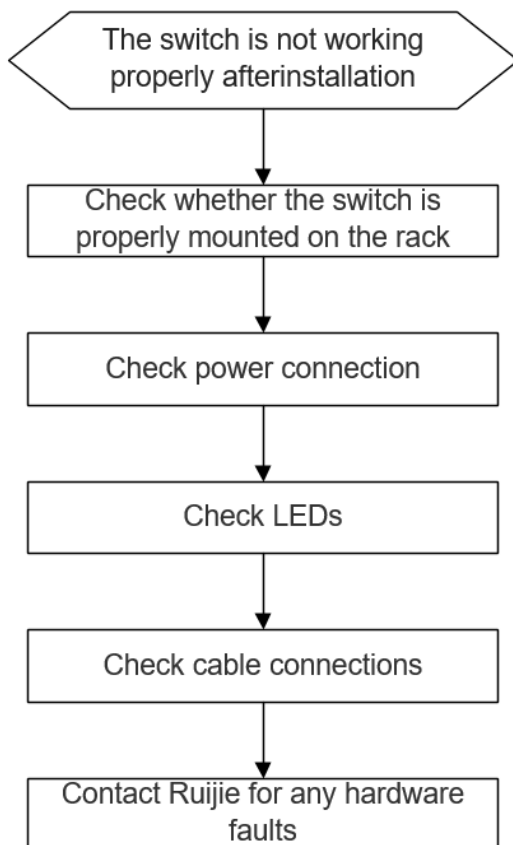 The switch is not working
properly afterinstallation
Check whether the switch is
properly mounted on the rack
Check power connection
Check LEDs
Check cable connections
Contact Ruijie for any hardware
faults